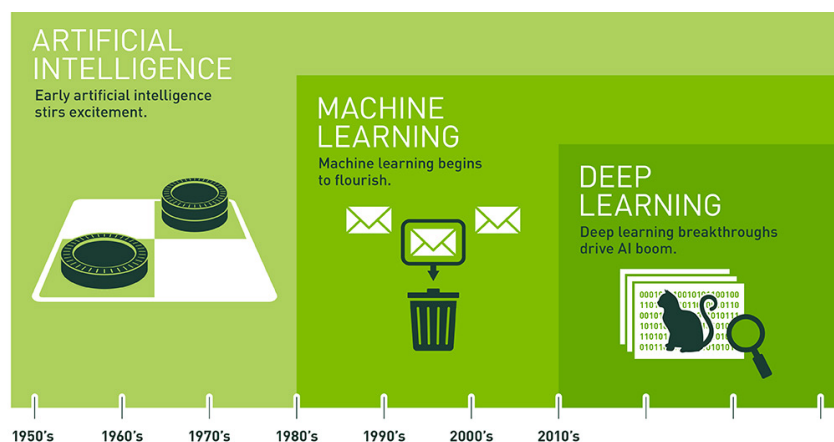 ARTIFICIAL
INTELLIGENCE
Early artificial intelligence
stirs excitement.
MACHINE
LEARNING
Machine learning begins
to flourish.
DEEP
LEARNING
Deep learning breakthroughs
drive AI boom.
1950's 1960's 1970's 1980's 1990's 2000's 2010's